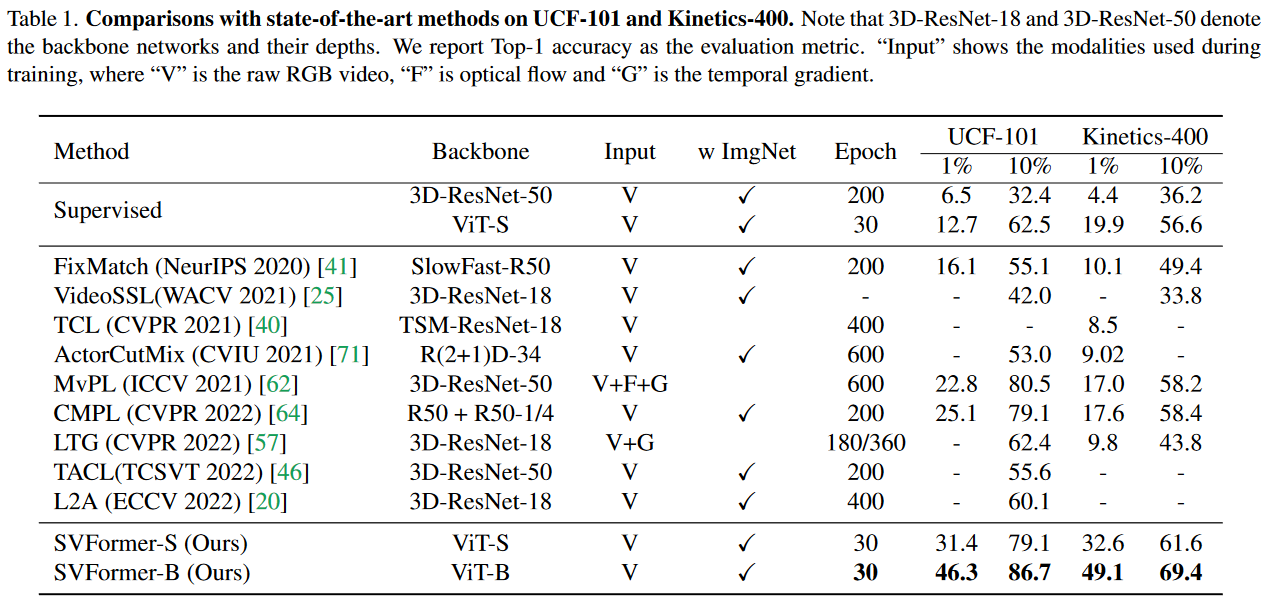 Table 1. Comparisons with state-of-the-art methods on UCF-101 and Kinetics-400. Note that 3D-ResNet-18 and 3D-ResNet-50 denote
the backbone networks and their depths. We report Top-1 accuracy as the evaluation metric. “Input” shows the modalities used during
training, where “V” is the raw RGB video, “F” is optical flow and “G” is the temporal gradient.
Method Backbone Input w ImgNet Epoch UCF-101 Kinetics-400
1% 10% 1% 10%
Supervised 3D-ResNet-50 V ✓ 200 6.5 32.4 4.4 36.2
ViT-S V ✓ 30 12.7 62.5 19.9 56.6
FixMatch (NeurIPS 2020) [41] SlowFast-R50 V ✓ 200 16.1 55.1 10.1 49.4
VideoSSL(WACV 2021) [25] 3D-ResNet-18 V ✓ - - 42.0 - 33.8
TCL (CVPR 2021) [40] TSM-ResNet-18 V 400 - - 8.5 -
ActorCutMix (CVIU 2021) [71] R(2+1)D-34 V ✓ 600 - 53.0 9.02 -
MvPL (ICCV 2021) [62] 3D-ResNet-50 V+F+G 600 22.8 80.5 17.0 58.2
CMPL (CVPR 2022) [64] R50 + R50-1/4 V ✓ 200 25.1 79.1 17.6 58.4
LTG (CVPR 2022) [57] 3D-ResNet-18 V+G 180/360 - 62.4 9.8 43.8
TACL(TCSVT 2022) [46] 3D-ResNet-50 V ✓ 200 - 55.6 - -
L2A (ECCV 2022) [20] 3D-ResNet-18 V ✓ 400 - 60.1 - -
SVFormer-S (Ours) ViT-S V ✓ 30 31.4 79.1 32.6 61.6
SVFormer-B (Ours) ViT-B V ✓ 30 46.3 86.7 49.1 69.4